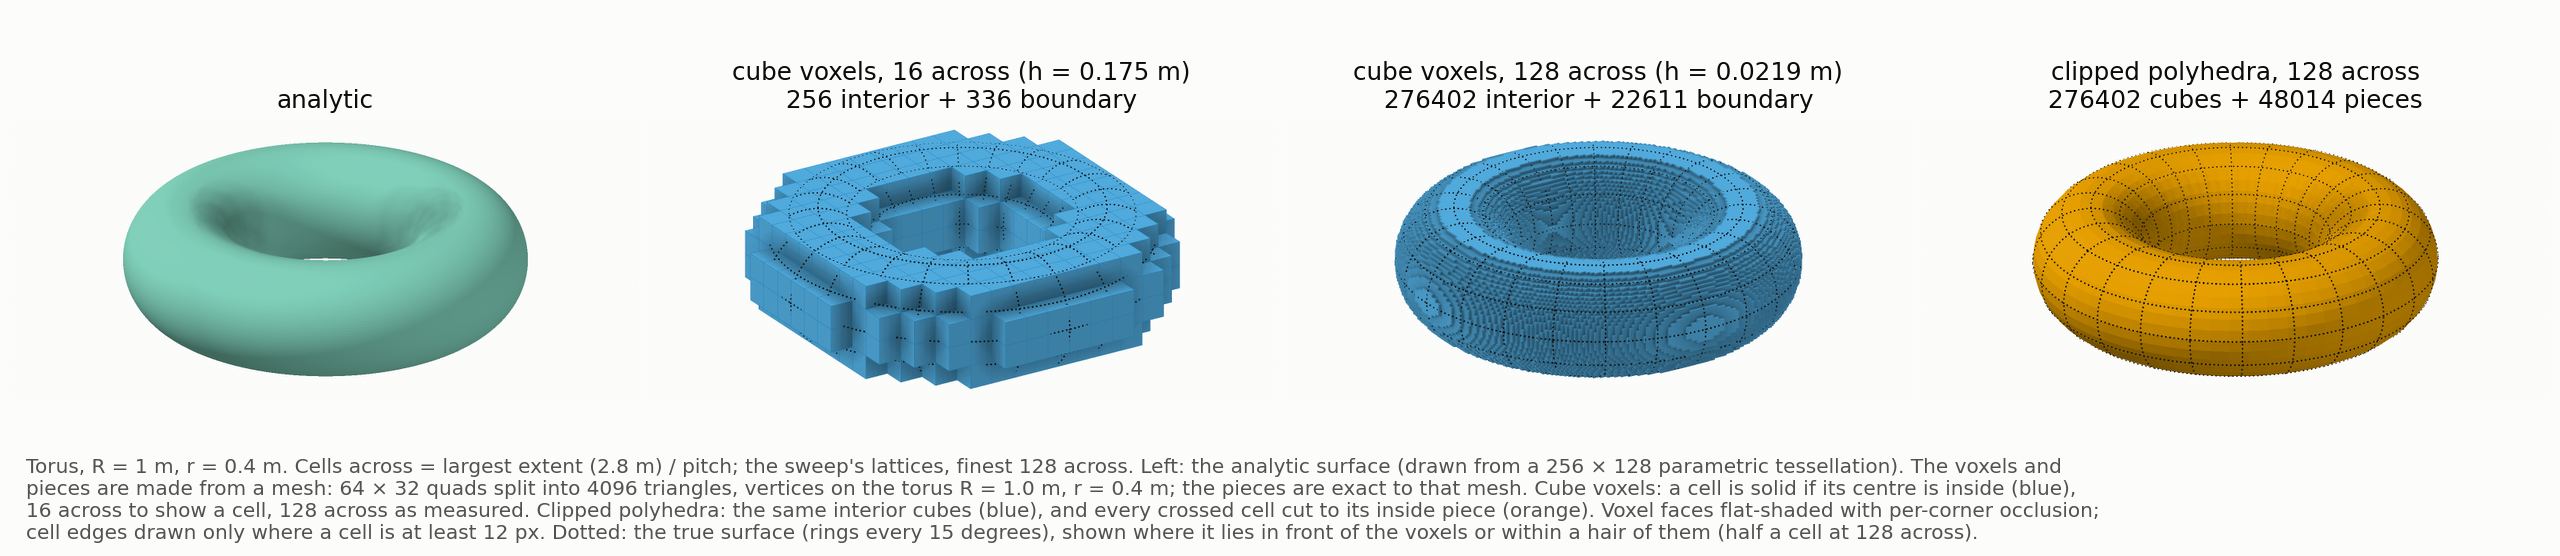 analytic
cube voxels, 16 across (h = 0.175 m)
256 interior + 336 boundary
cube voxels, 128 across (h = 0.0219 m)
276402 interior + 22611 boundary
clipped polyhedra, 128 across
276402 cubes + 48014 pieces
Torus, R = 1 m, r = 0.4 m. Cells across = largest extent (2.8 m) / pitch; the sweep's lattices, finest 128 across. Left: the analytic surface (drawn from a 256 × 128 parametric tessellation). The voxels and
pieces are made from a mesh: 64 × 32 quads split into 4096 triangles, vertices on the torus R = 1.0 m, r = 0.4 m; the pieces are exact to that mesh. Cube voxels: a cell is solid if its centre is inside (blue),
16 across to show a cell, 128 across as measured. Clipped polyhedra: the same interior cubes (blue), and every crossed cell cut to its inside piece (orange). Voxel faces flat-shaded with per-corner occlusion;
cell edges drawn only where a cell is at least 12 px. Dotted: the true surface (rings every 15 degrees), shown where it lies in front of the voxels or within a hair of them (half a cell at 128 across).